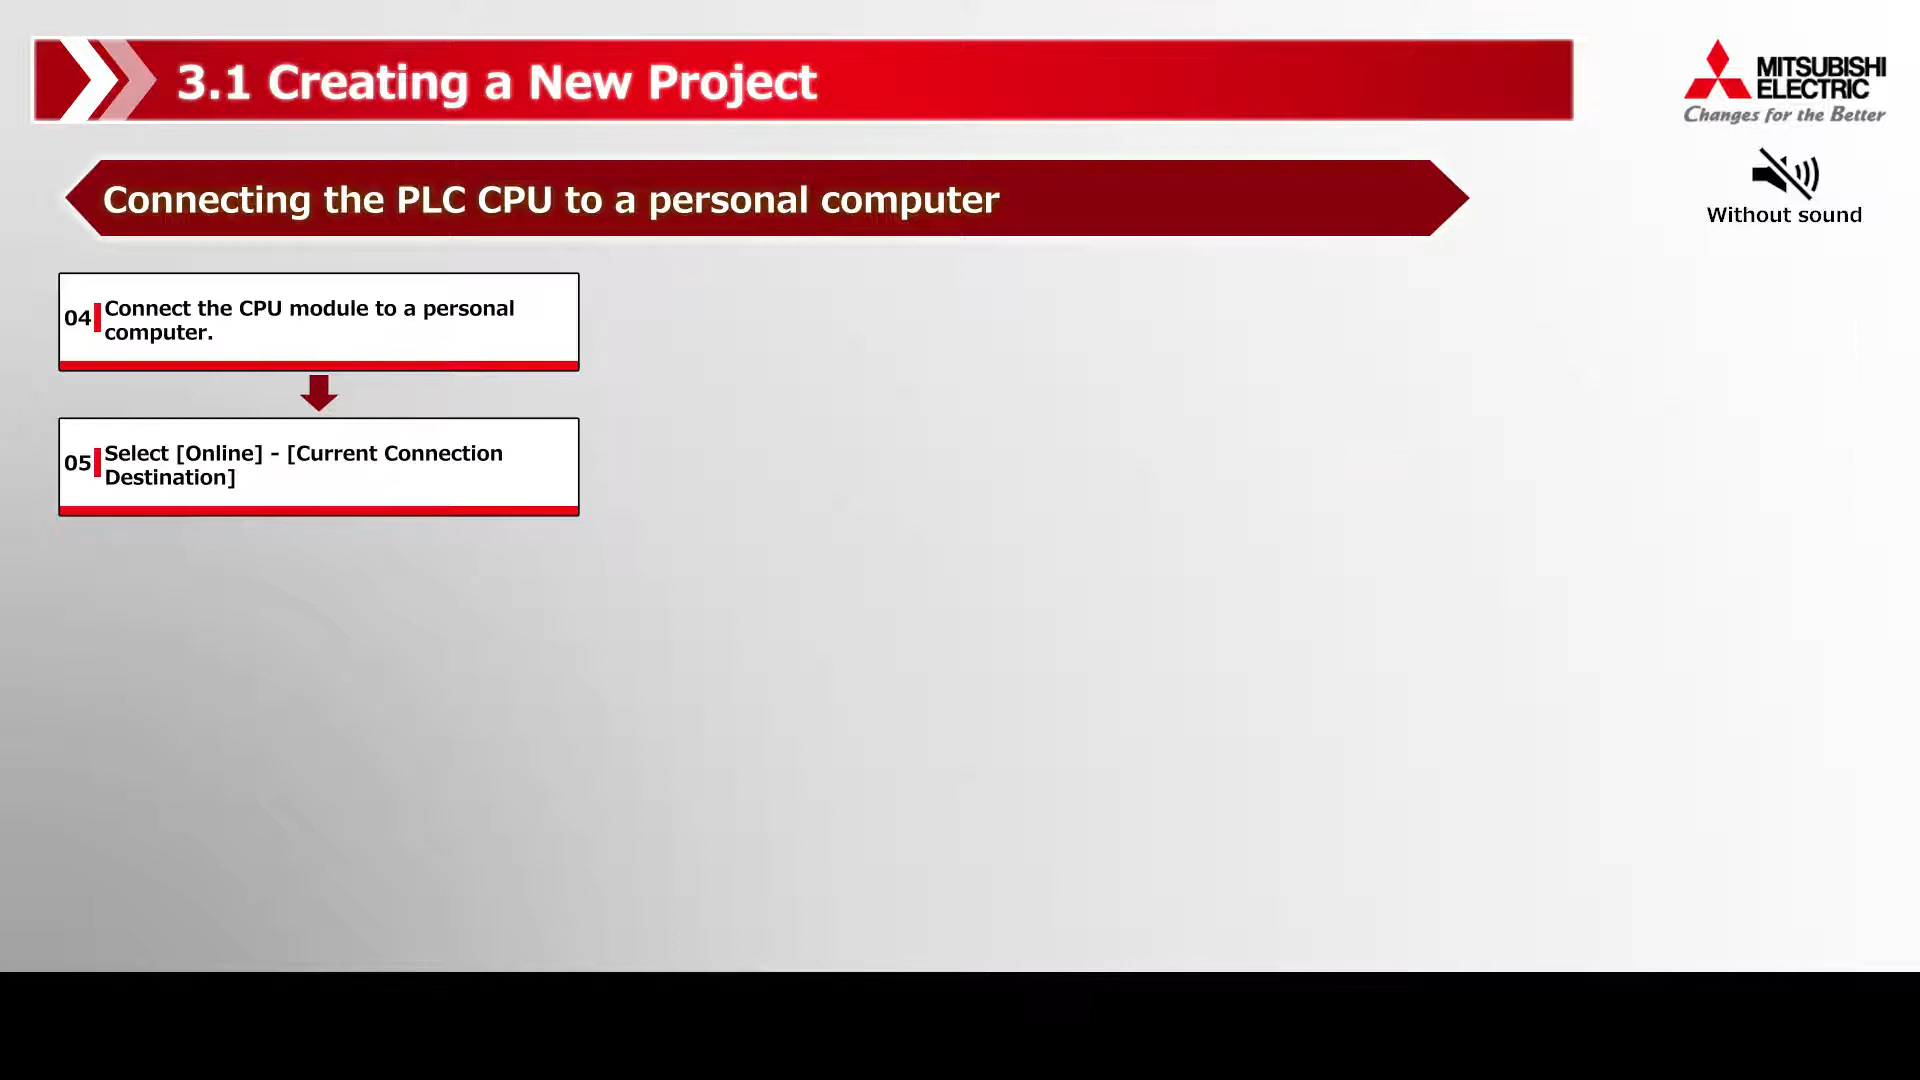 3.1 Creating a New Project
MITSUBISHI
ELECTRIC
Changes for the Better
Connecting the PLC CPU to a personal computer
Without sound
04 Connect the CPU module to a personal
computer.
05 Select [Online] - [Current Connection
Destination]